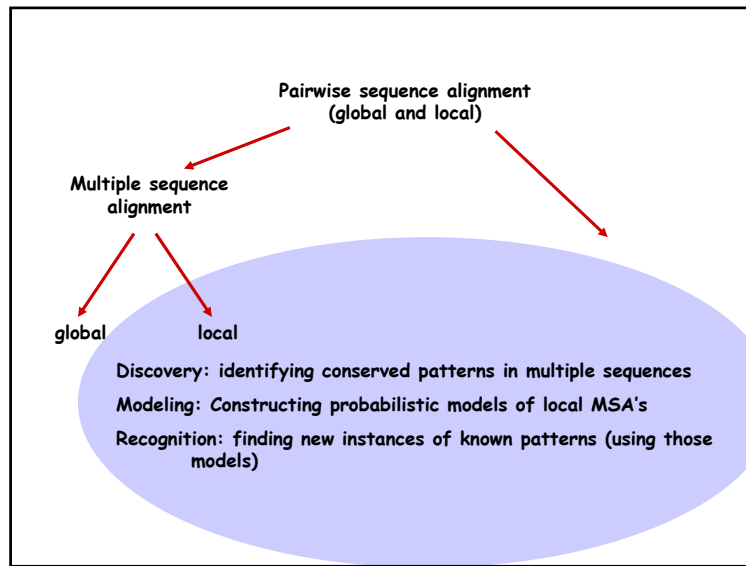 Pairwise sequence alignment
(global and local)
Multiple sequence
alignment
global
local
Discovery: identifying conserved patterns in multiple sequences
Modeling: Constructing probabilistic models of local MSA's
Recognition: finding new instances of known patterns (using those
models)